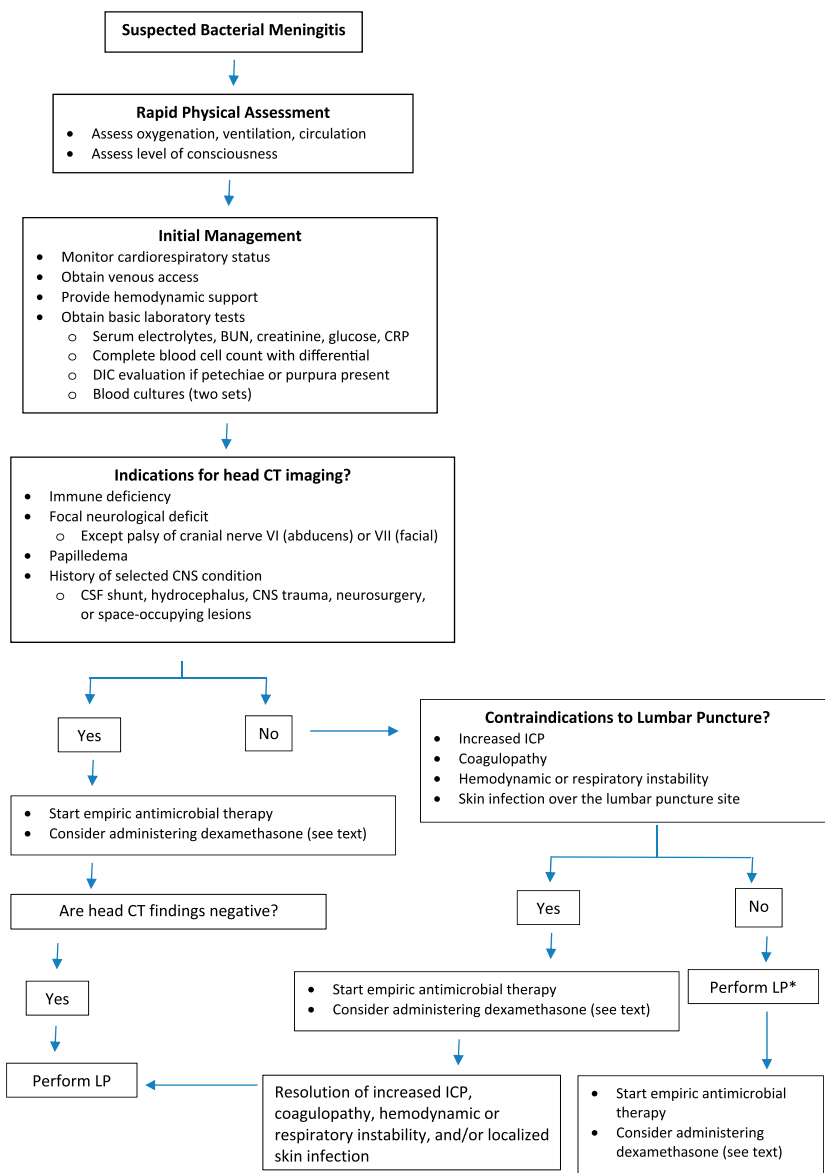 Suspected Bacterial Meningitis
Rapid Physical Assessment
• Assess oxygenation, ventilation, circulation
• Assess level of consciousness
Initial Management
• Monitor cardiorespiratory status
• Obtain venous access
• Provide hemodynamic support
• Obtain basic laboratory tests
o Serum electrolytes, BUN, creatinine, glucose, CRP
o Complete blood cell count with differential
o DIC evaluation if petechiae or purpura present
o Blood cultures (two sets)
Indications for head CT imaging?
• Immune deficiency
• Focal neurological deficit
o Except palsy of cranial nerve VI (abducens) or VII (facial)
• Papilledema
• History of selected CNS condition
o CSF shunt, hydrocephalus, CNS trauma, neurosurgery,
or space-occupying lesions
Yes
No
• Start empiric antimicrobial therapy
• Consider administering dexamethasone (see text)
Are head CT findings negative?
Yes
Perform LP
Contraindications to Lumbar Puncture?
• Increased ICP
• Coagulopathy
• Hemodynamic or respiratory instability
• Skin infection over the lumbar puncture site
Yes
No
• Start empiric antimicrobial therapy
• Consider administering dexamethasone (see text)
Resolution of increased ICP,
coagulopathy, hemodynamic or
respiratory instability, and/or localized
skin infection
Perform LP*
• Start empiric antimicrobial
therapy
• Consider administering
dexamethasone (see text)